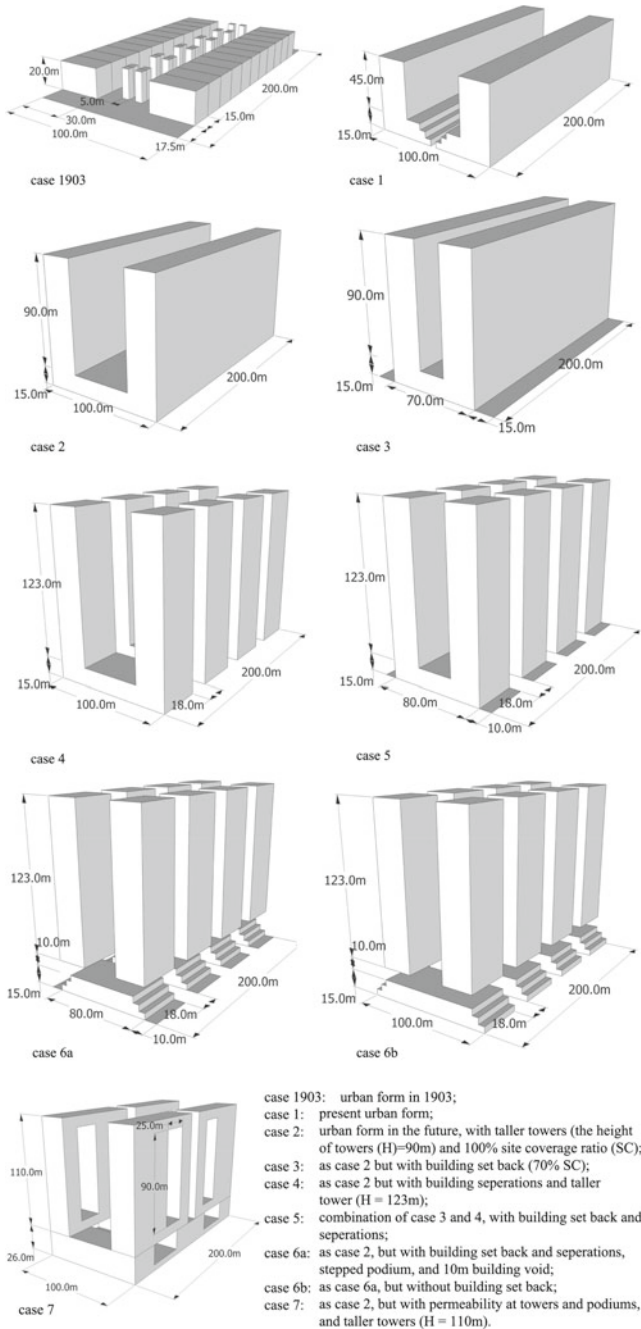 20.0m
5.0m
30.0m
100.0m
17.5m
15.0m
200.0m
case 1903
45.0m
15.0m
100.0m
200.0m
case 1
90.0m
15.0m
100.0m
200.0m
case 2
90.0m
15.0m
70.0m
15.0m
200.0m
case 3
123.0m
15.0m
100.0m
18.0m
200.0m
case 4
123.0m
15.0m
80.0m
18.0m
10.0m
200.0m
case 5
123.0m
10.0m
15.0m
80.0m
18.0m
10.0m
200.0m
case 6a
123.0m
10.0m
15.0m
100.0m
18.0m
200.0m
case 6b
110.0m
26.0m
25.0m
90.0m
100.0m
200.0m
case 7
case 1903: urban form in 1903;
case 1: present urban form;
case 2: urban form in the future, with taller towers (the height
of towers (H)=90m) and 100% site coverage ratio (SC);
case 3: as case 2 but with building set back (70% SC);
case 4: as case 2 but with building seperations and taller
tower (H = 123m);
case 5: combination of case 3 and 4, with building set back and
seperations;
case 6a: as case 2, but with building set back and seperations,
stepped podium, and 10m building void;
case 6b: as case 6a, but without building set back;
case 7: as case 2, but with permeability at towers and podiums,
and taller towers (H = 110m).